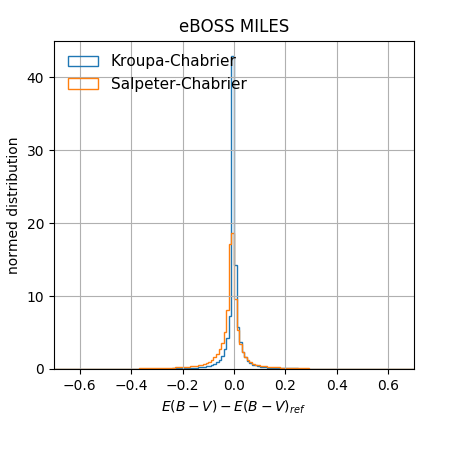 eBOSS MILES
Kroupa-Chabrier
Salpeter-Chabrier
normed distribution
40
30
20
10
0
−0.6 −0.4 −0.2 0.0 0.2 0.4 0.6
E(B − V) − E(B − V)ref